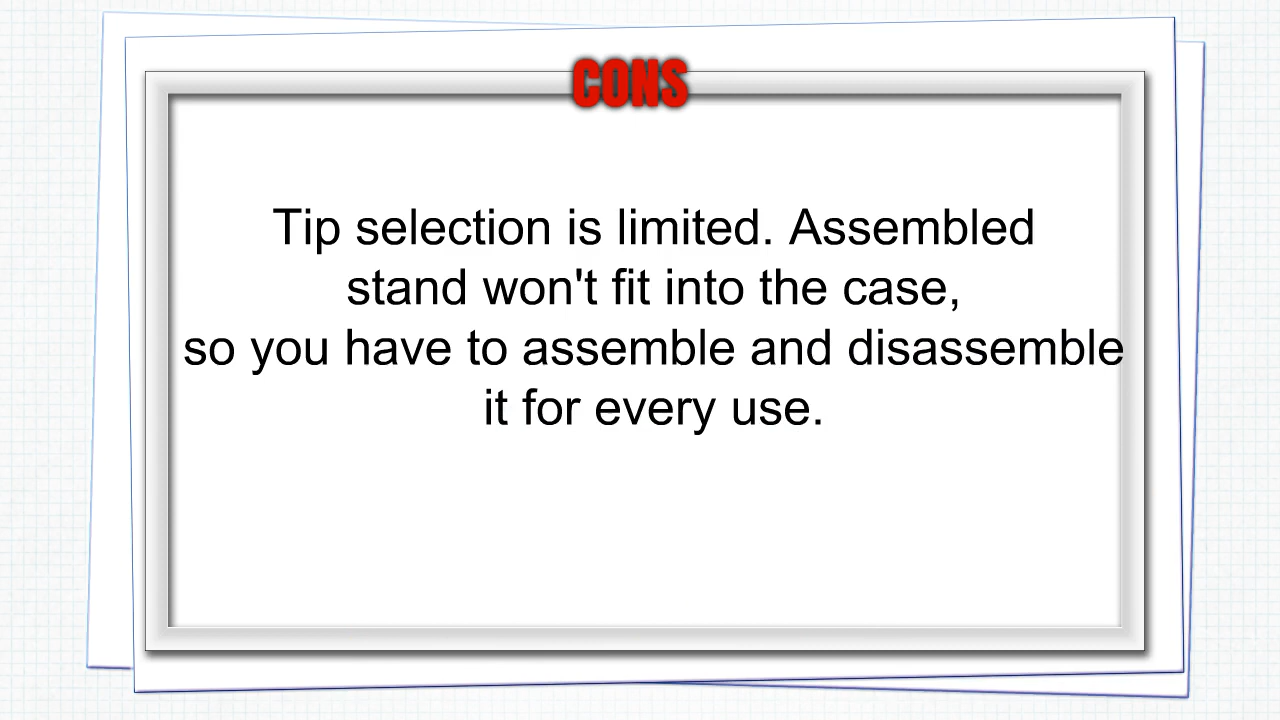 CONS
Tip selection is limited. Assembled
stand won't fit into the case,
so you have to assemble and disassemble
it for every use.